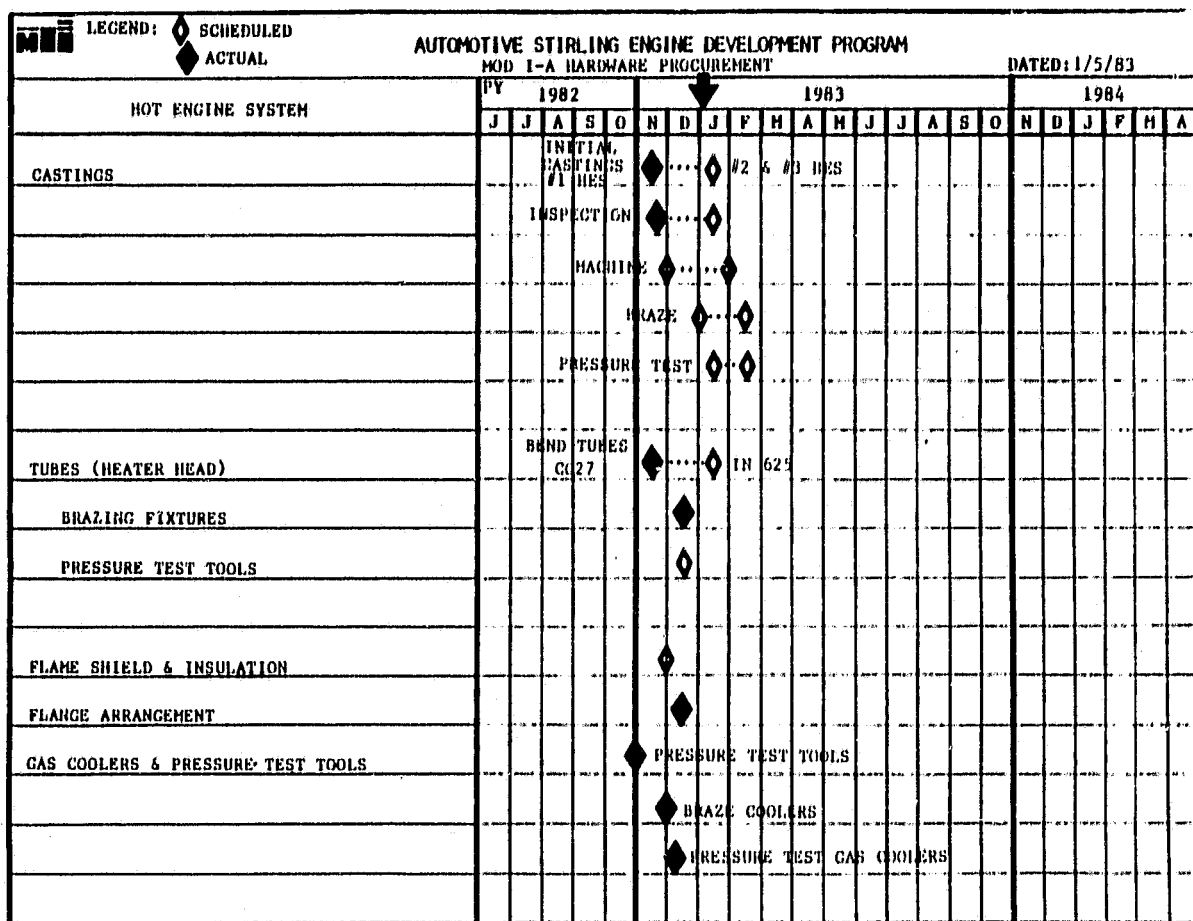 MTI LEGEND: SCHEDULED
ACTUAL
AUTOMOTIVE STIRLING ENGINE DEVELOPMENT PROGRAM
MOD I-A HARDWARE PROCUREMENT
DATED: 1/5/83
HOT ENGINE SYSTEM
PY 1982 1983 1984
J J A S O N D J F M A M J J A S O N D J F M A
CASTINGS
INITIAL
CASTINGS
#1 HES
#2 & #3 HES
INSPECTION
MACHINE
BRAZE
PRESSURE TEST
TUBES (HEATER HEAD)
BEND TUBES
CG27
IN 625
BRAZING FIXTURES
PRESSURE TEST TOOLS
FLAME SHIELD & INSULATION
FLANGE ARRANGEMENT
GAS COOLERS & PRESSURE TEST TOOLS
PRESSURE TEST TOOLS
BRAZE COOLERS
PRESSURE TEST GAS COOLERS